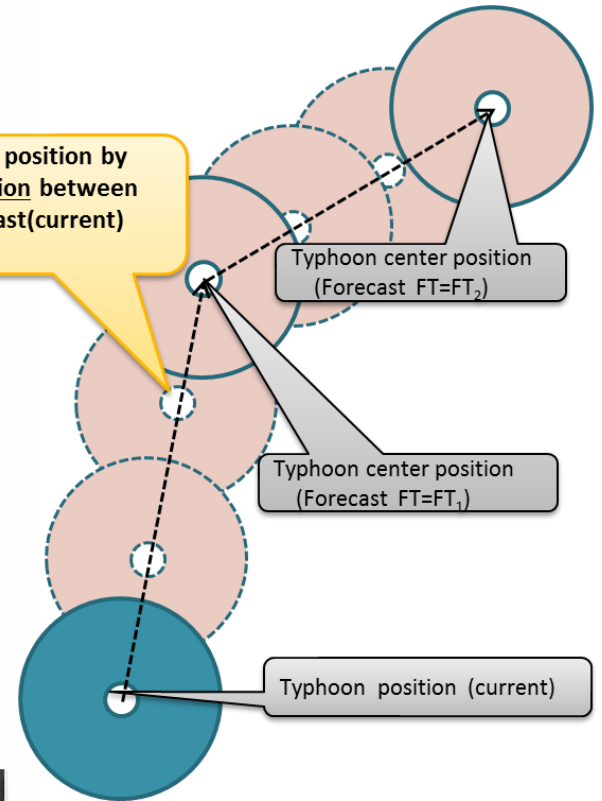 position by
ion between
ast(current)
Typhoon center position
(Forecast FT=FT₂)
Typhoon center position
(Forecast FT=FT₁)
Typhoon position (current)